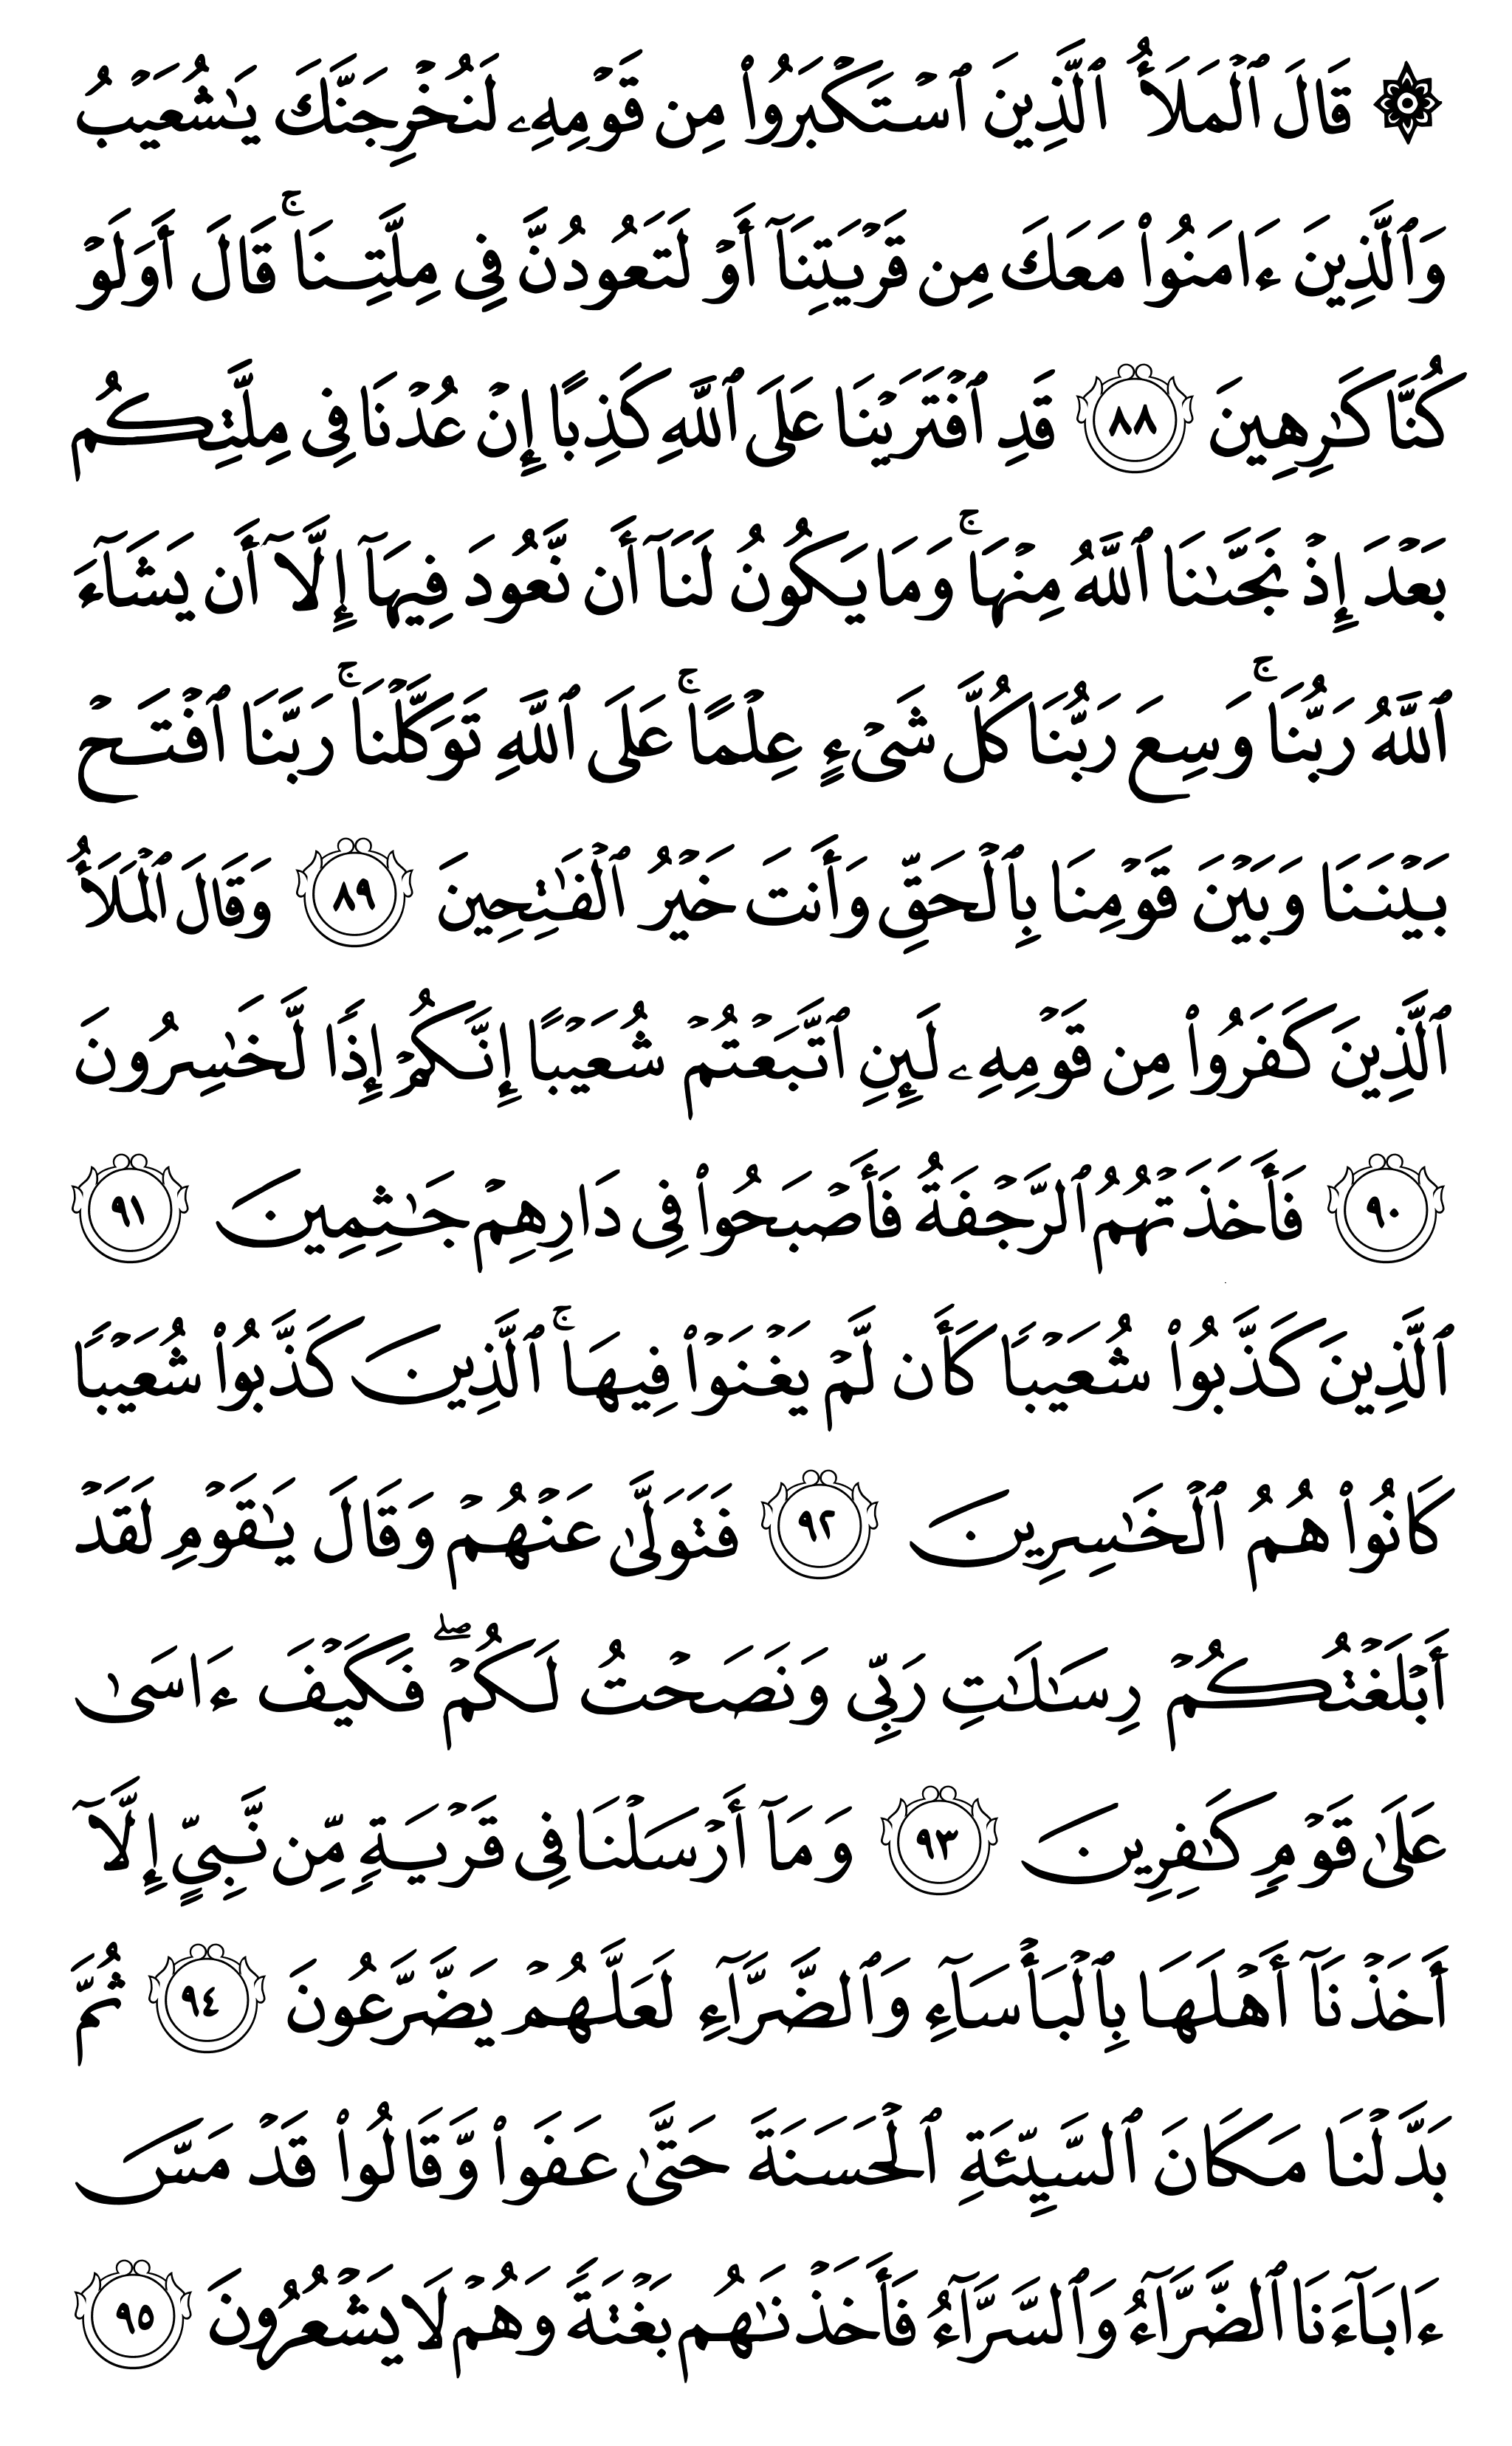 ۞ قَالَ ٱلۡمَلَأُ ٱلَّذِينَ ٱسۡتَكۡبَرُواْ مِن قَوۡمِهِۦ لَنُخۡرِجَنَّكَ يَٰشُعَيۡبُ
وَٱلَّذِينَ ءَامَنُواْ مَعَكَ مِن قَرۡيَتِنَآ أَوۡ لَتَعُودُنَّ فِي مِلَّتِنَاۚ قَالَ أَوَلَوۡ
كُنَّا كَٰرِهِينَ ٨٨ قَدِ ٱفۡتَرَيۡنَا عَلَى ٱللَّهِ كَذِبًا إِنۡ عُدۡنَا فِي مِلَّتِكُم
بَعۡدَ إِذۡ نَجَّىٰنَا ٱللَّهُ مِنۡهَاۚ وَمَا يَكُونُ لَنَآ أَن نَّعُودَ فِيهَآ إِلَّآ أَن يَشَآءَ
ٱللَّهُ رَبُّنَاۚ وَسِعَ رَبُّنَا كُلَّ شَيۡءٍ عِلۡمًاۚ عَلَى ٱللَّهِ تَوَكَّلۡنَاۚ رَبَّنَا ٱفۡتَحۡ
بَيۡنَنَا وَبَيۡنَ قَوۡمِنَا بِٱلۡحَقِّ وَأَنتَ خَيۡرُ ٱلۡفَٰتِحِينَ ٨٩ وَقَالَ ٱلۡمَلَأُ
ٱلَّذِينَ كَفَرُواْ مِن قَوۡمِهِۦ لَئِنِ ٱتَّبَعۡتُمۡ شُعَيۡبًا إِنَّكُمۡ إِذٗا لَّخَٰسِرُونَ
٩٠ فَأَخَذَتۡهُمُ ٱلرَّجۡفَةُ فَأَصۡبَحُواْ فِي دَارِهِمۡ جَٰثِمِينَ ٩١
ٱلَّذِينَ كَذَّبُواْ شُعَيۡبٗا كَأَن لَّمۡ يَغۡنَوۡاْ فِيهَاۚ ٱلَّذِينَ كَذَّبُواْ شُعَيۡبٗا
كَانُواْ هُمُ ٱلۡخَٰسِرِينَ ٩٢ فَتَوَلَّىٰ عَنۡهُمۡ وَقَالَ يَٰقَوۡمِ لَقَدۡ
أَبۡلَغۡتُكُمۡ رِسَٰلَٰتِ رَبِّي وَنَصَحۡتُ لَكُمۡۖ فَكَيۡفَ ءَاسَىٰ
عَلَىٰ قَوۡمٖ كَٰفِرِينَ ٩٣ وَمَآ أَرۡسَلۡنَا فِي قَرۡيَةٖ مِّن نَّبِيٍّ إِلَّآ
أَخَذۡنَآ أَهۡلَهَا بِٱلۡبَأۡسَآءِ وَٱلضَّرَّآءِ لَعَلَّهُمۡ يَضَّرَّعُونَ ٩٤ ثُمَّ
بَدَّلۡنَا مَكَانَ ٱلسَّيِّئَةِ ٱلۡحَسَنَةَ حَتَّىٰ عَفَواْ وَّقَالُواْ قَدۡ مَسَّ
ءَابَآءَنَا ٱلضَّرَّآءُ وَٱلسَّرَّآءُ فَأَخَذۡنَٰهُم بَغۡتَةٗ وَهُمۡ لَا يَشۡعُرُونَ ٩٥